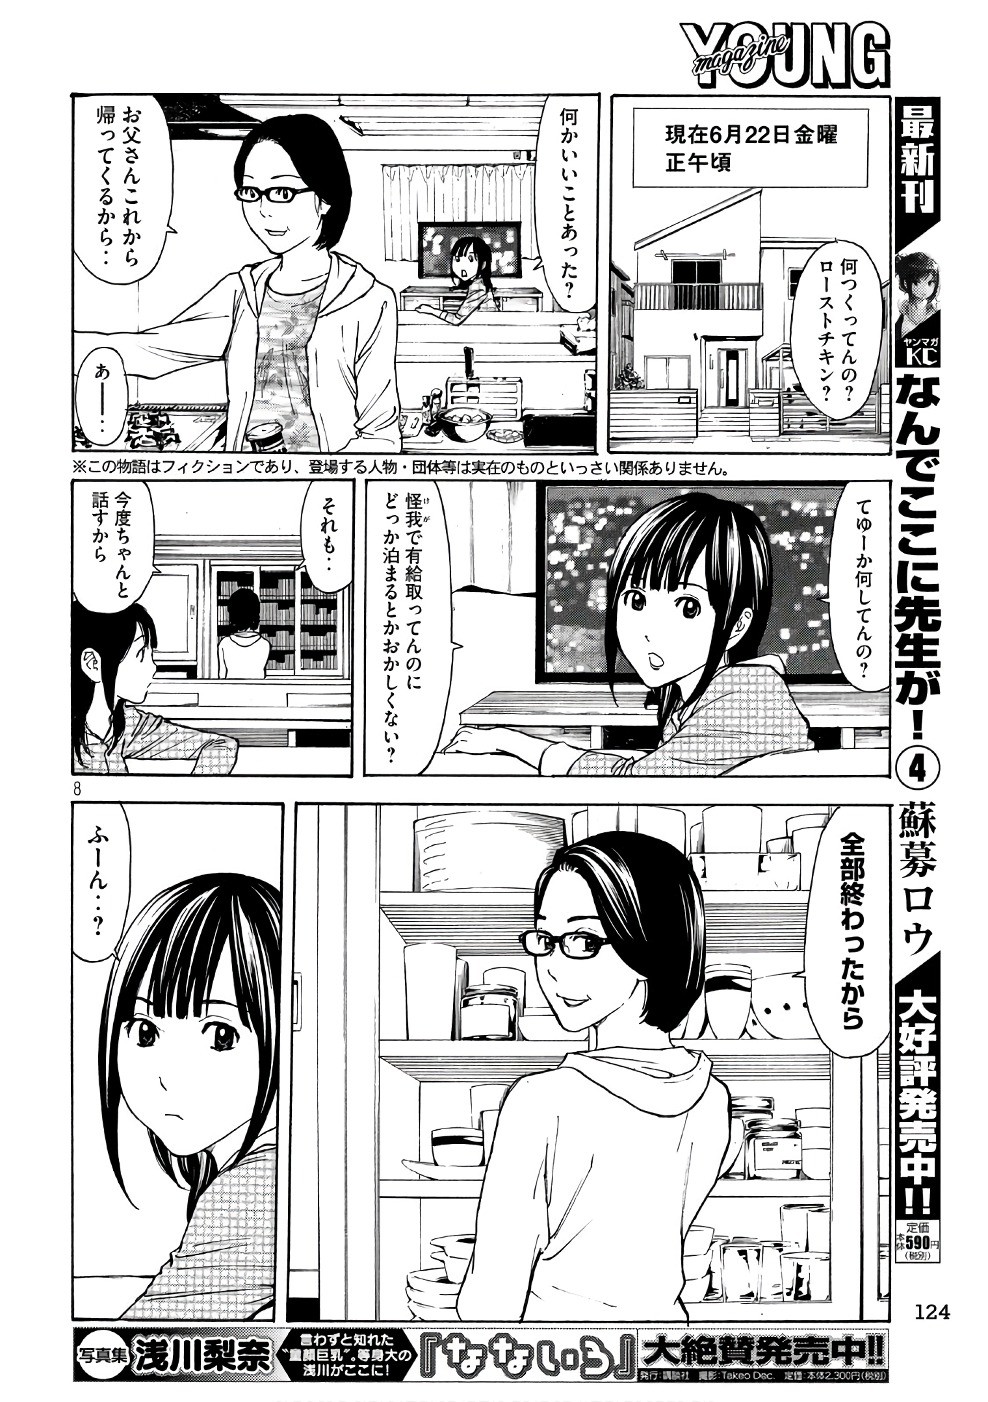 YOUNG
magazine
現在6月22日金曜
正午頃
何つくってんの？
ローストチキン？
何かいいことあった？
お父さんこれから
帰ってくるから‥
あーー‥
※この物語はフィクションであり、登場する人物・団体等は実在のものといっさい関係ありません。
てゆーか何してんの？
怪我で有給取ってんのに
けが
どっか泊まるとかおかしくない？
それも‥
今度ちゃんと
話すから
8
全部終わったから
ふーん‥？
最新刊
ヤンマガ
KC
なんでここに先生が！④
蘇募ロウ
大好評発売中!!
定価
本体590円
(税別)
124
写真集
浅川梨奈
言わずと知れた
“童顔巨乳”。等身大の
浅川がここに！
『なないろ』
大絶賛発売中!!
発行：講談社　撮影：Takeo Dec.　定価：本体2,300円（税別）